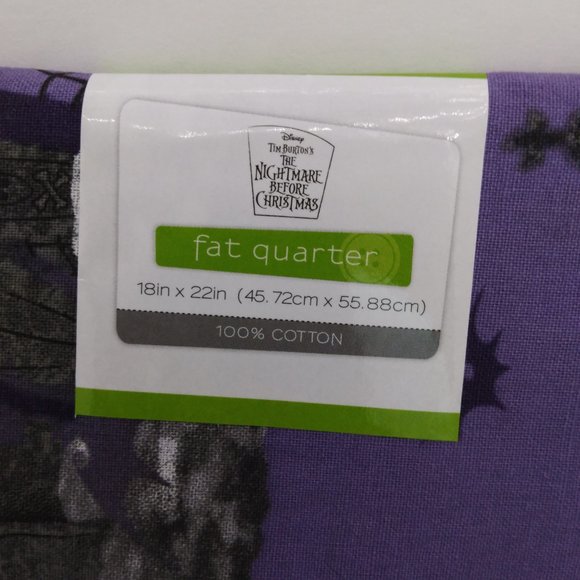 Disney
TIM BURTON'S
THE
NIGHTMARE
BEFORE
CHRISTMAS
fat quarter
18in x 22in (45.72cm x 55.88cm)
100% COTTON